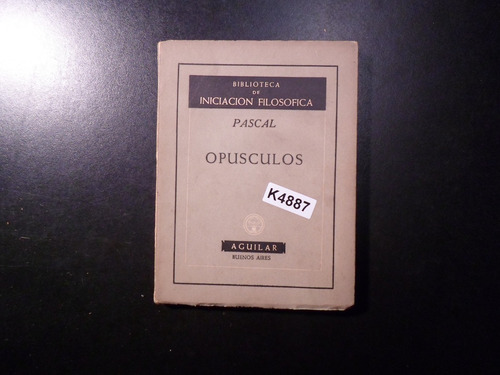 BIBLIOTECA
DE
INICIACION FILOSOFICA
PASCAL
OPUSCULOS
K4887
AGUILAR
BUENOS AIRES